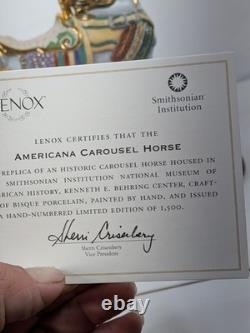 LENOX
Smithsonian
Institution
LENOX CERTIFIES THAT THE
AMERICANA CAROUSEL HORSE
REPLICA OF AN HISTORIC CAROUSEL HORSE HOUSED IN
SMITHSONIAN INSTITUTION NATIONAL MUSEUM OF
AMERICAN HISTORY, KENNETH E. BEHRING CENTER, CRAFT-
OF BISQUE PORCELAIN, PAINTED BY HAND, AND ISSUED
A HAND-NUMBERED LIMITED EDITION OF 1,500.
Sherri Crisenbery
Sherri Crisenbery
Vice President